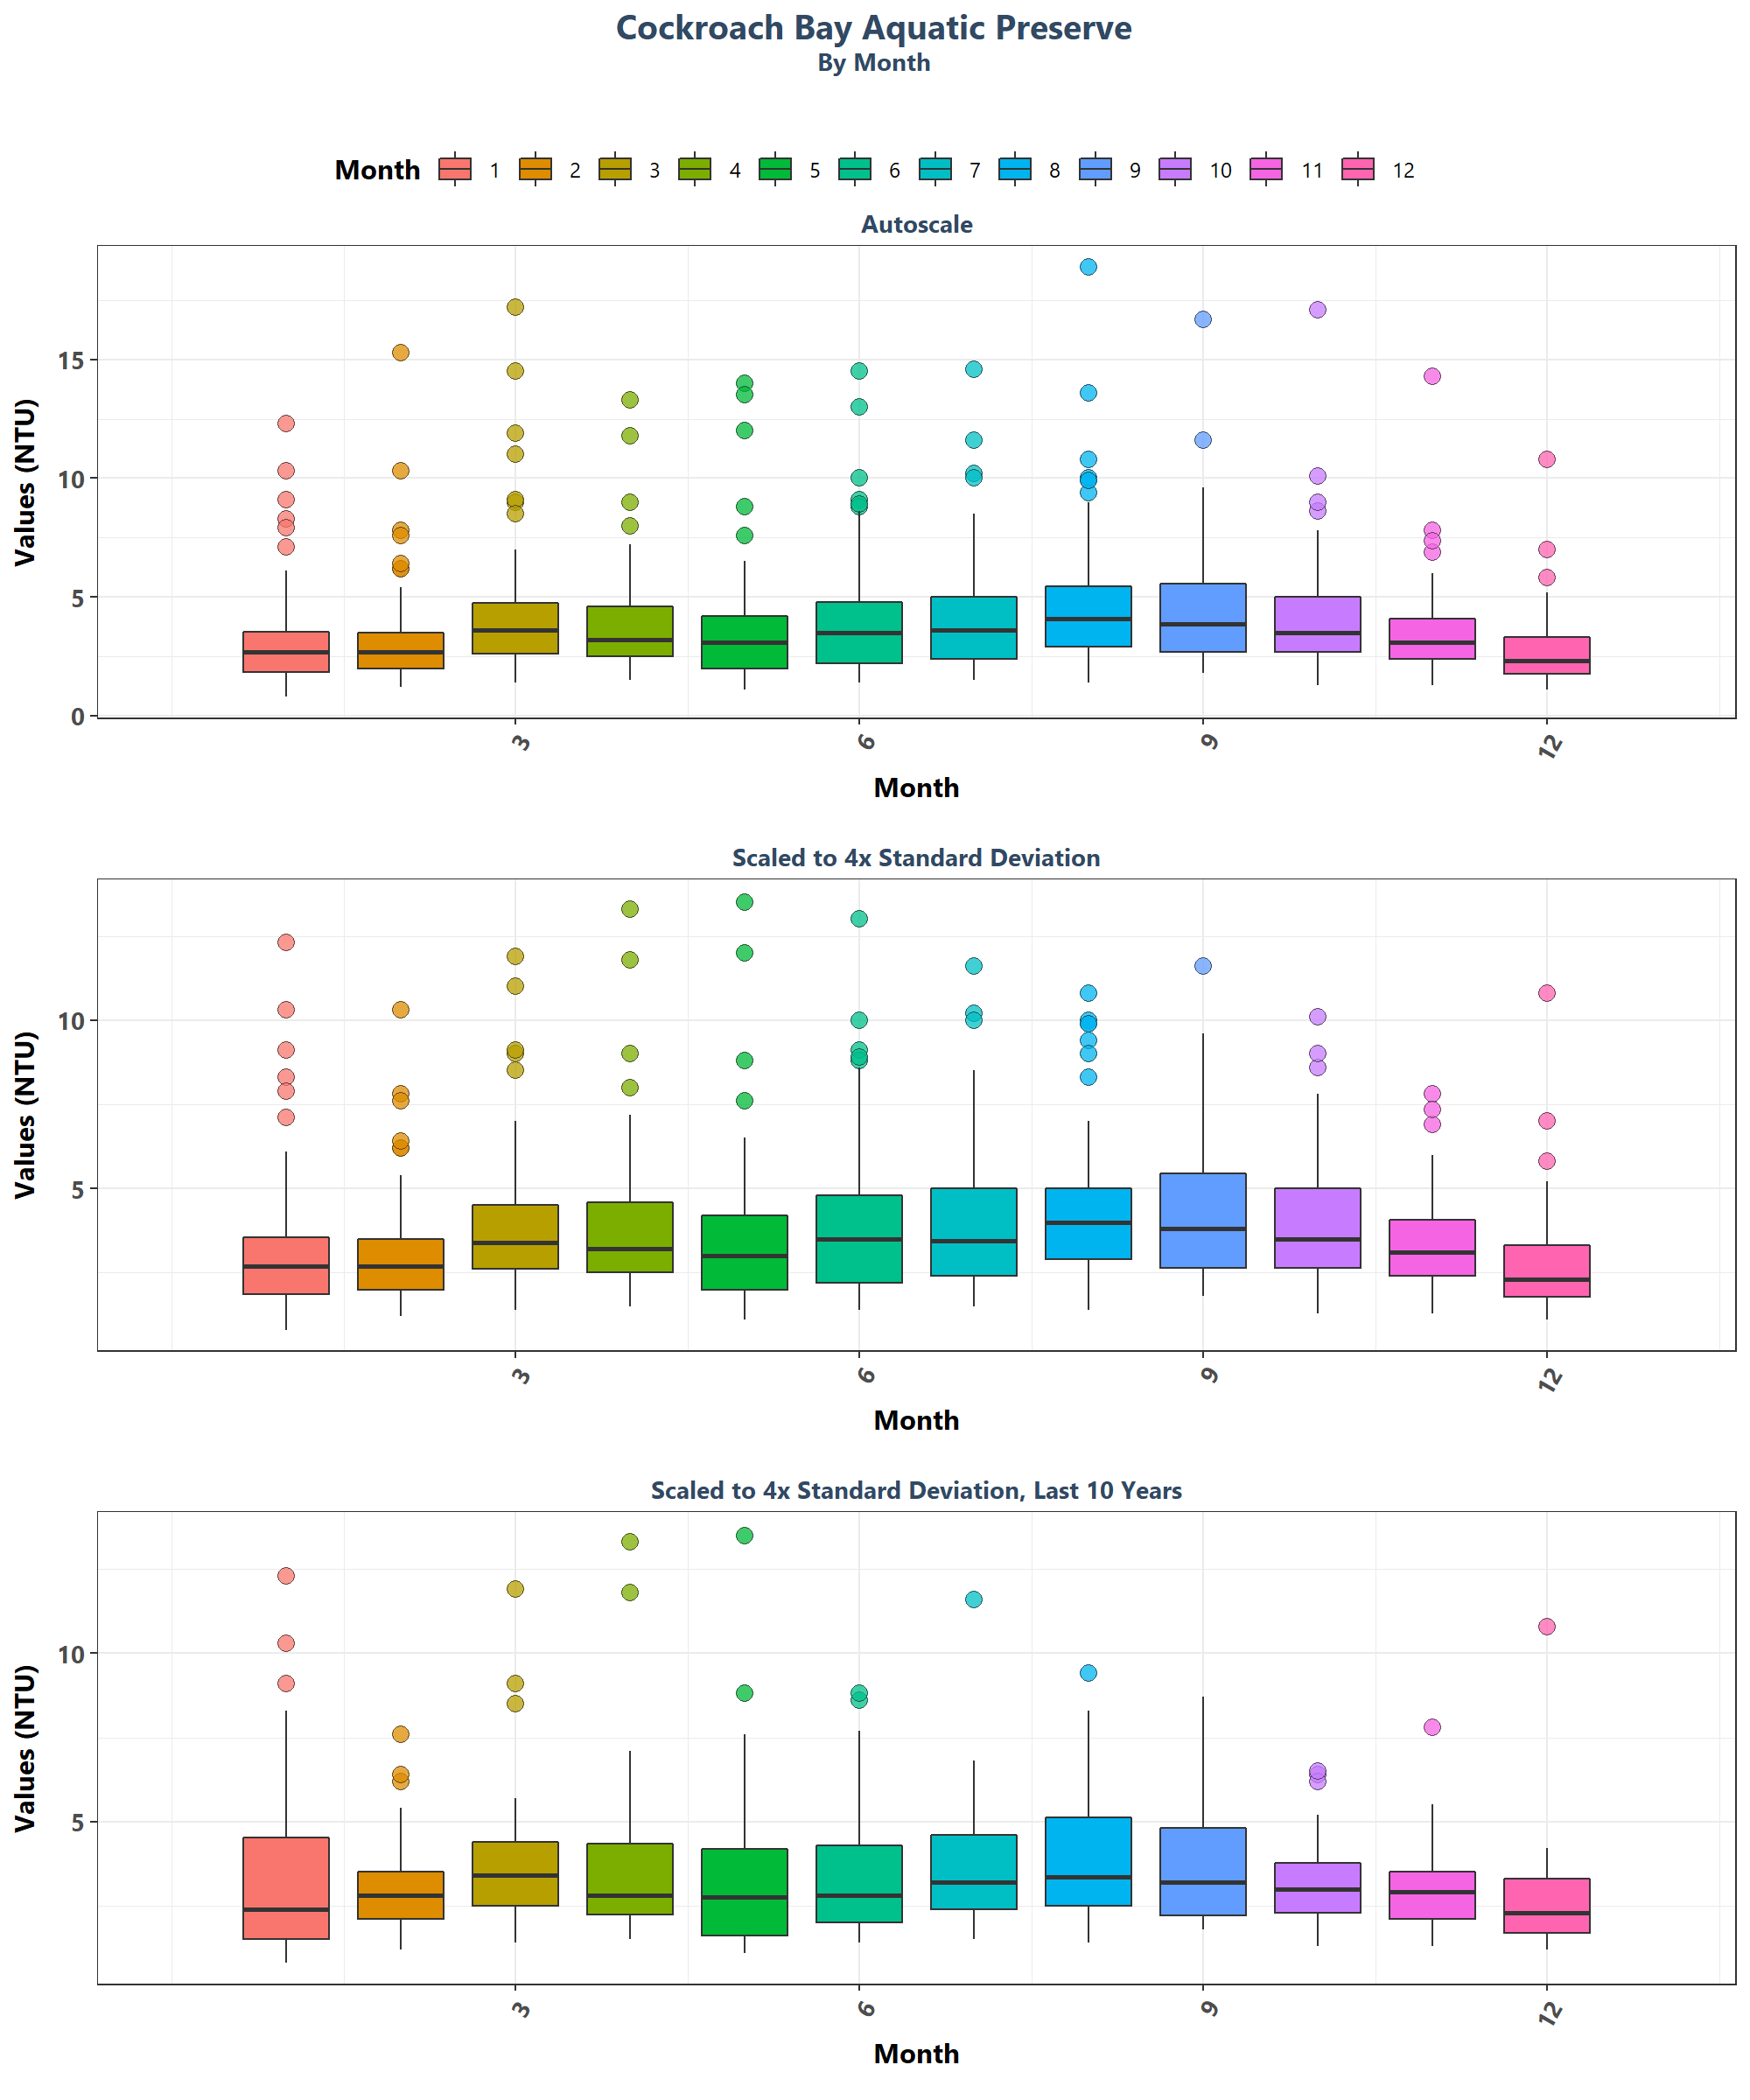 Cockroach Bay Aquatic Preserve
By Month
Month 1 2 3 4 5 6 7 8 9 10 11 12
Autoscale
Values (NTU)
15
10
5
0
3 6 9 12
Month
Scaled to 4x Standard Deviation
Values (NTU)
10
5
3 6 9 12
Month
Scaled to 4x Standard Deviation, Last 10 Years
Values (NTU)
10
5
3 6 9 12
Month